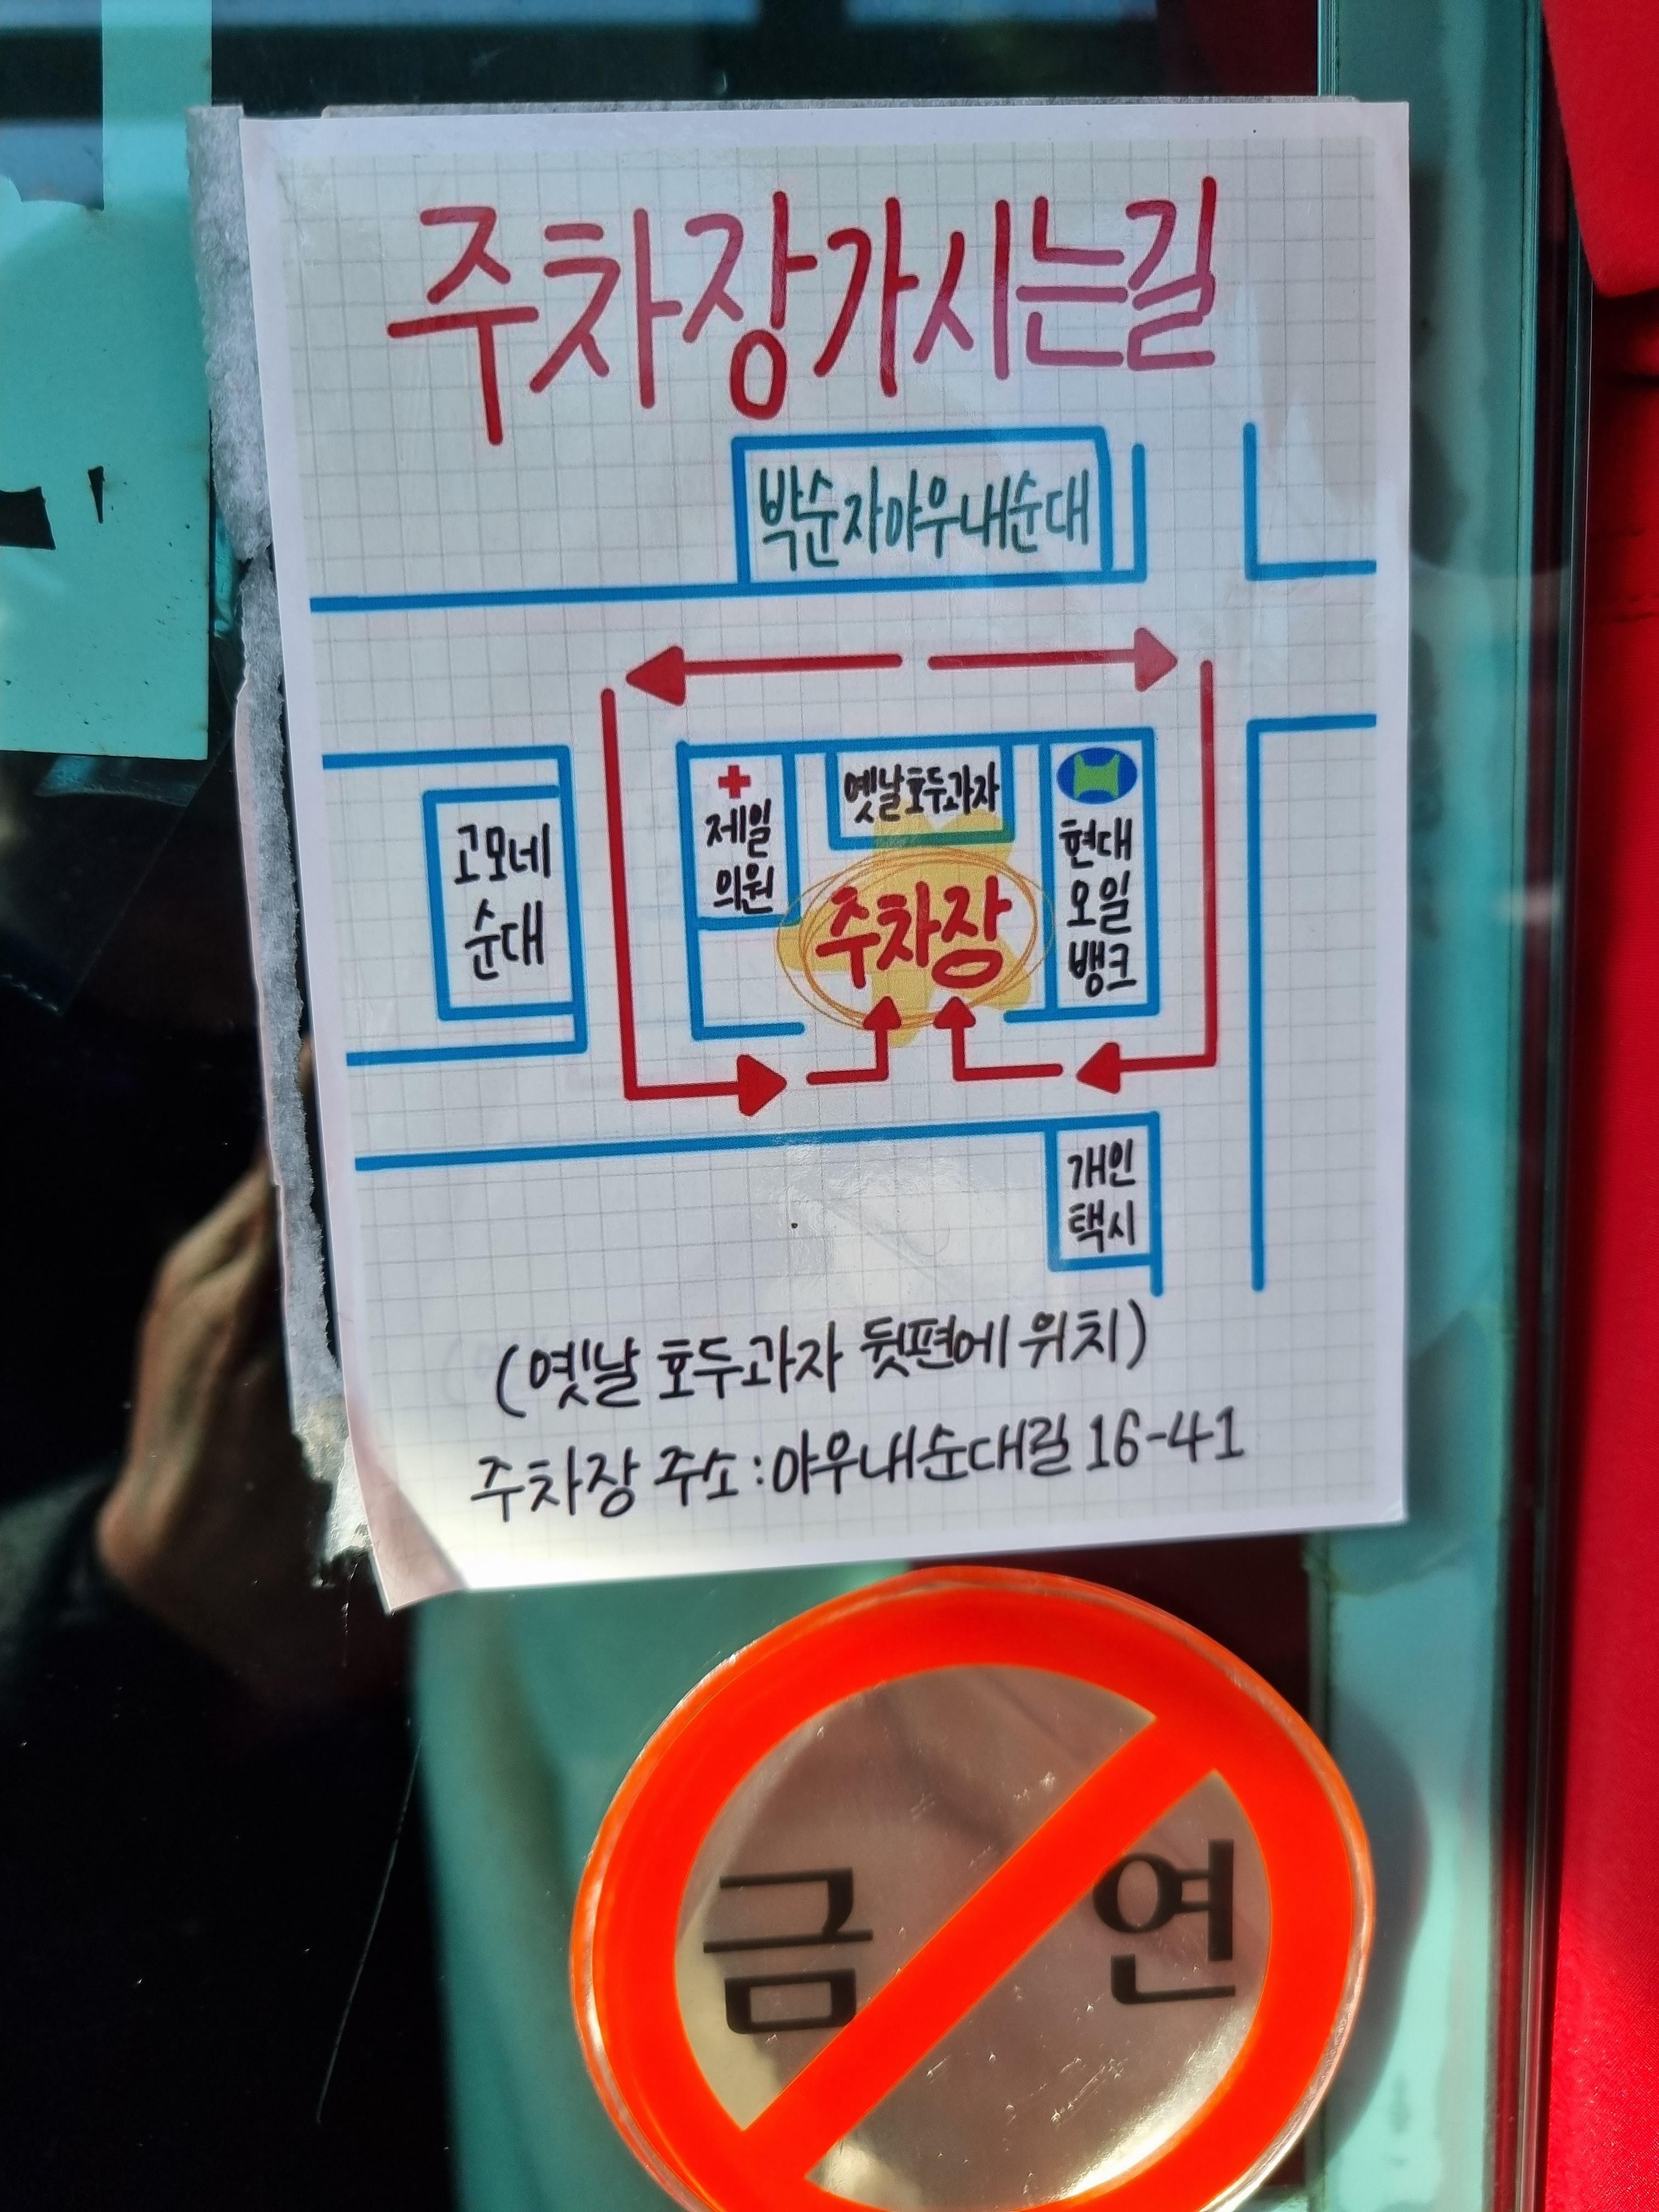 주차장가시는길
박순자아우내순대
고모네
순대
제일
의원
옛날호두과자
주차장
현대
오일
뱅크
개인
택시
(옛날 호두과자 뒷편에 위치)
주차장 주소:아우내순대길 16-41
금연